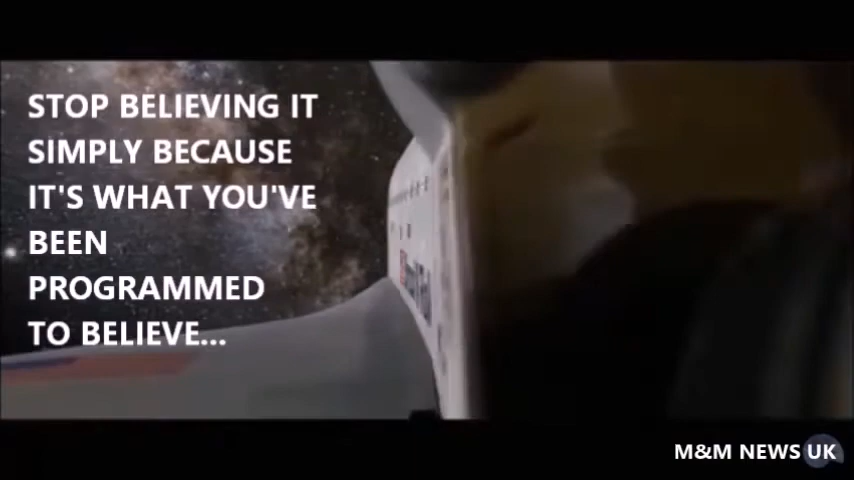 STOP BELIEVING IT
SIMPLY BECAUSE
IT'S WHAT YOU'VE
BEEN
PROGRAMMED
TO BELIEVE...
M&M NEWS UK